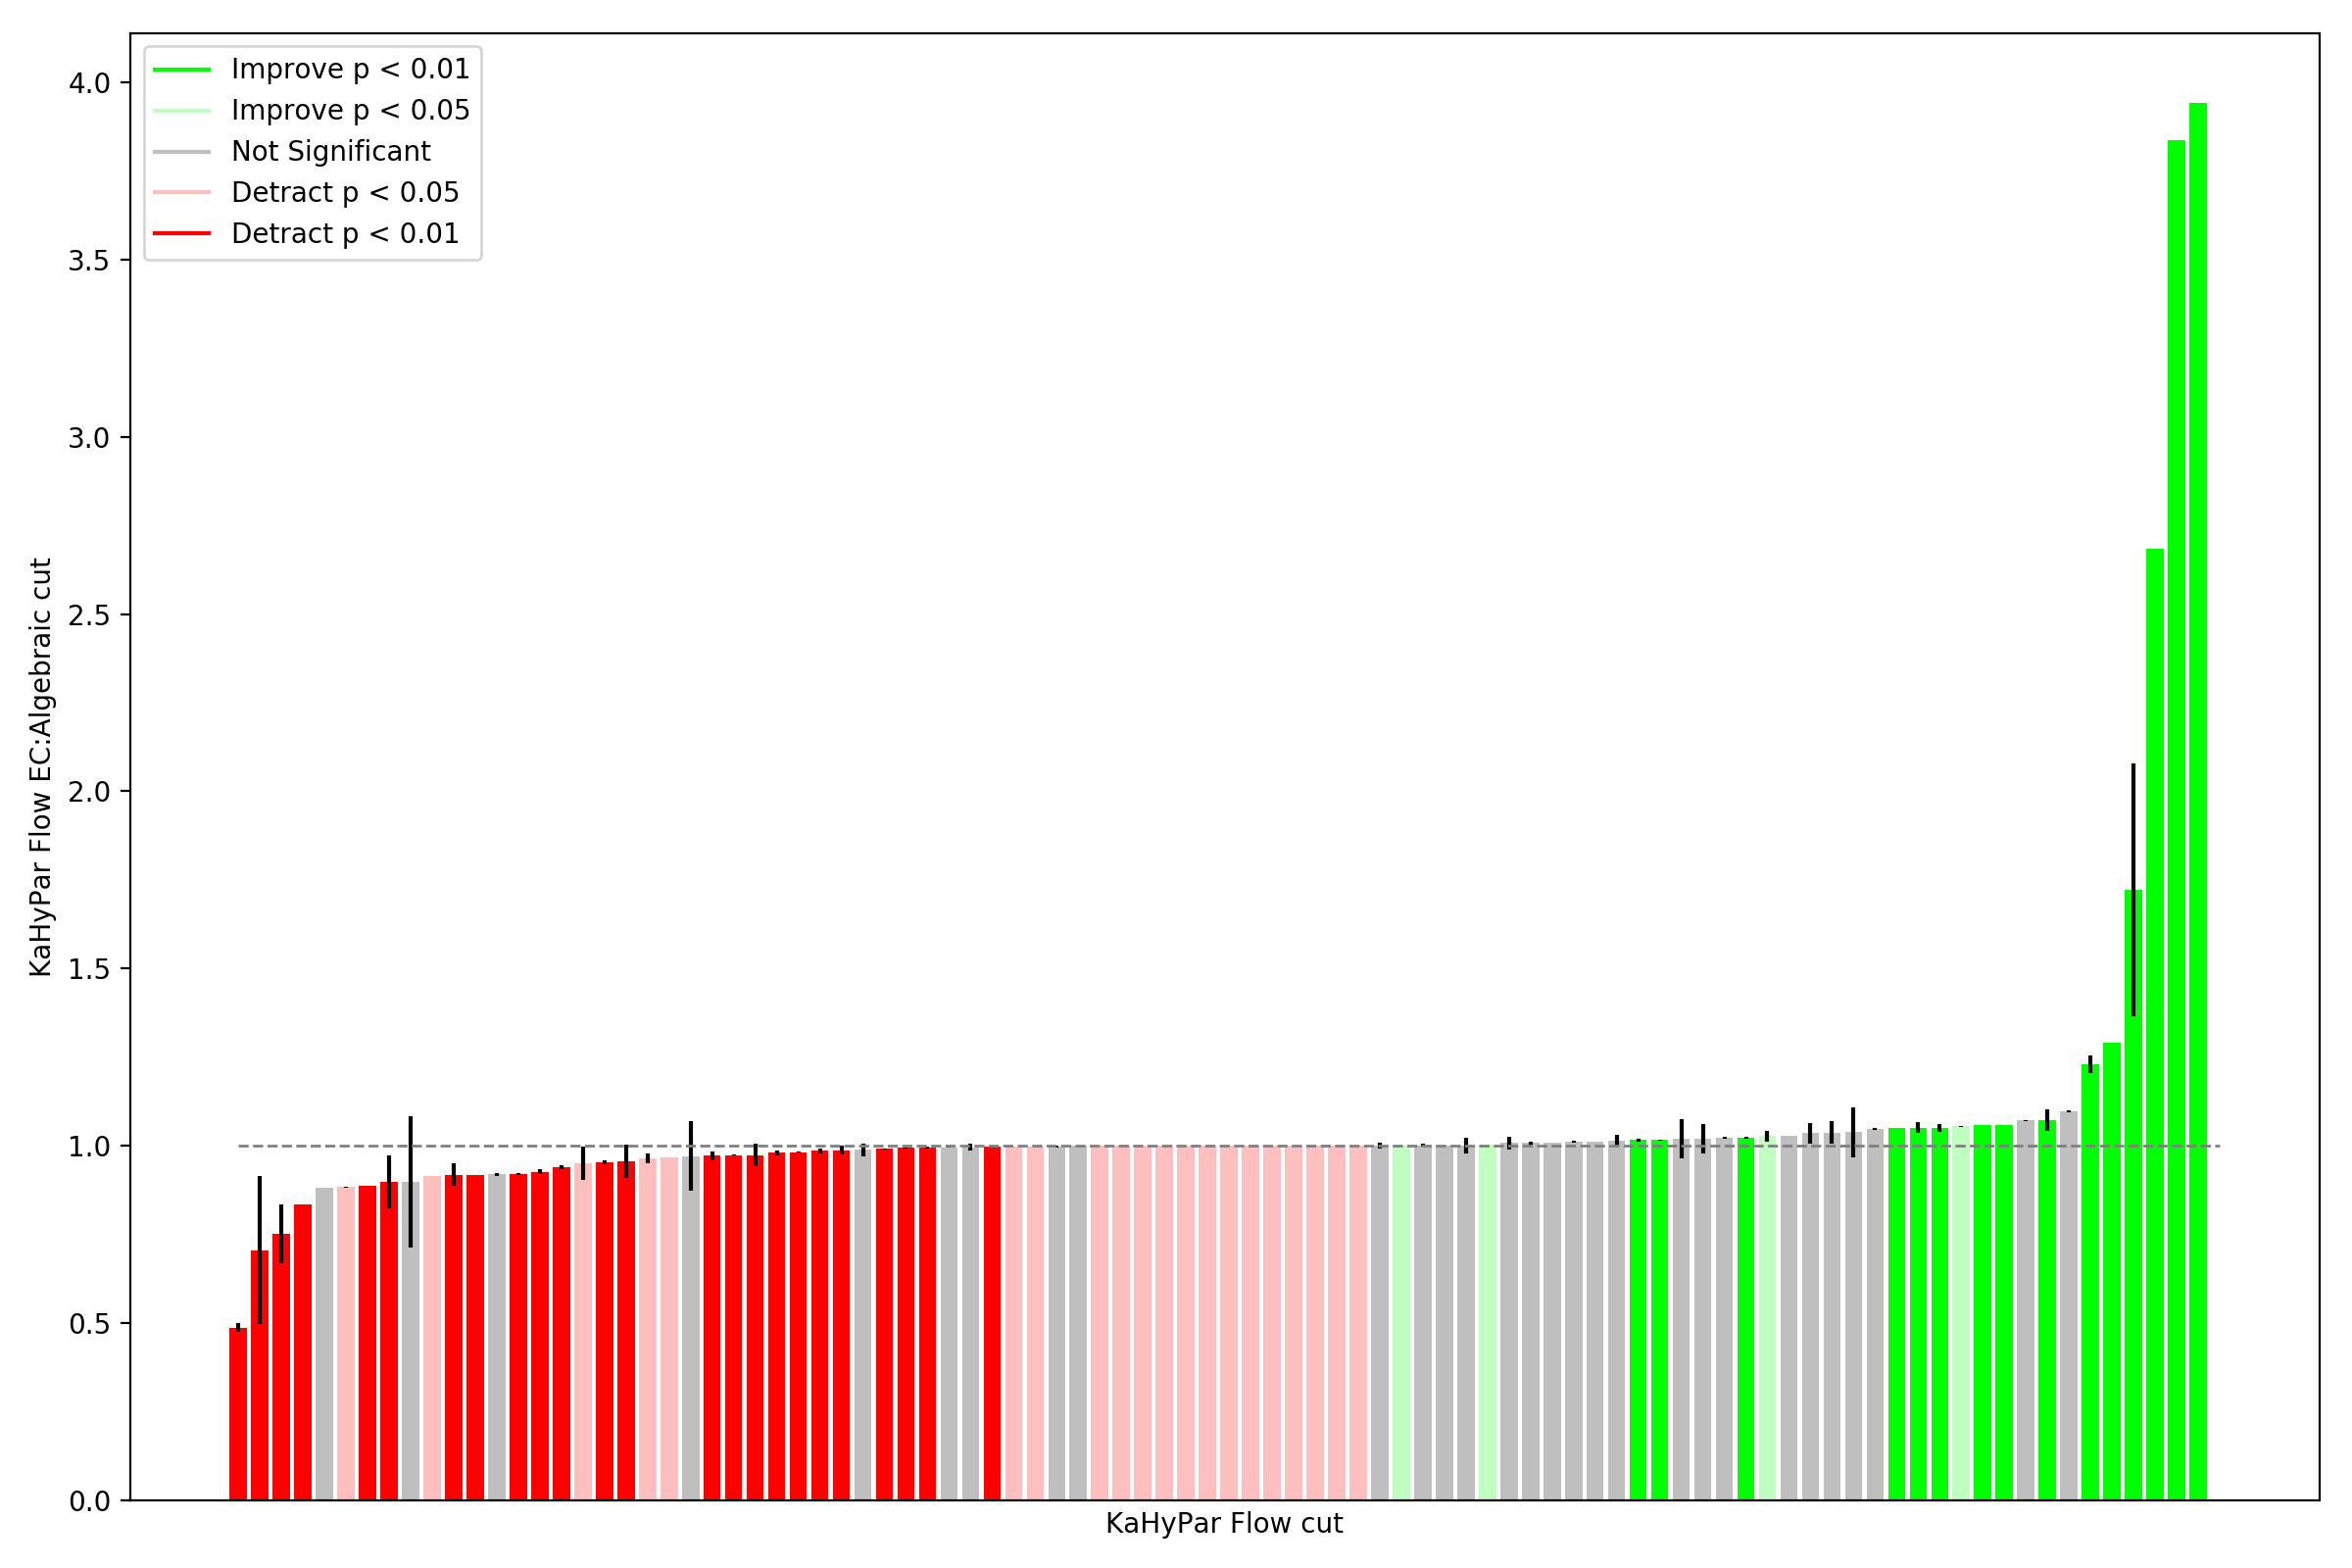 Improve p < 0.01
Improve p < 0.05
Not Significant
Detract p < 0.05
Detract p < 0.01
4.0
3.5
3.0
2.5
2.0
1.5
1.0
0.5
0.0
KaHyPar Flow EC:Algebraic cut
KaHyPar Flow cut